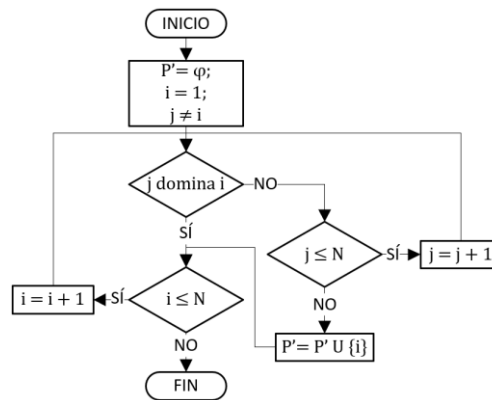 INICIO
P'= φ;
i = 1;
j ≠ i
j domina i
NO
SÍ
j ≤ N
SÍ
j = j + 1
i = i + 1
SÍ
i ≤ N
NO
P'= P' U {i}
NO
FIN